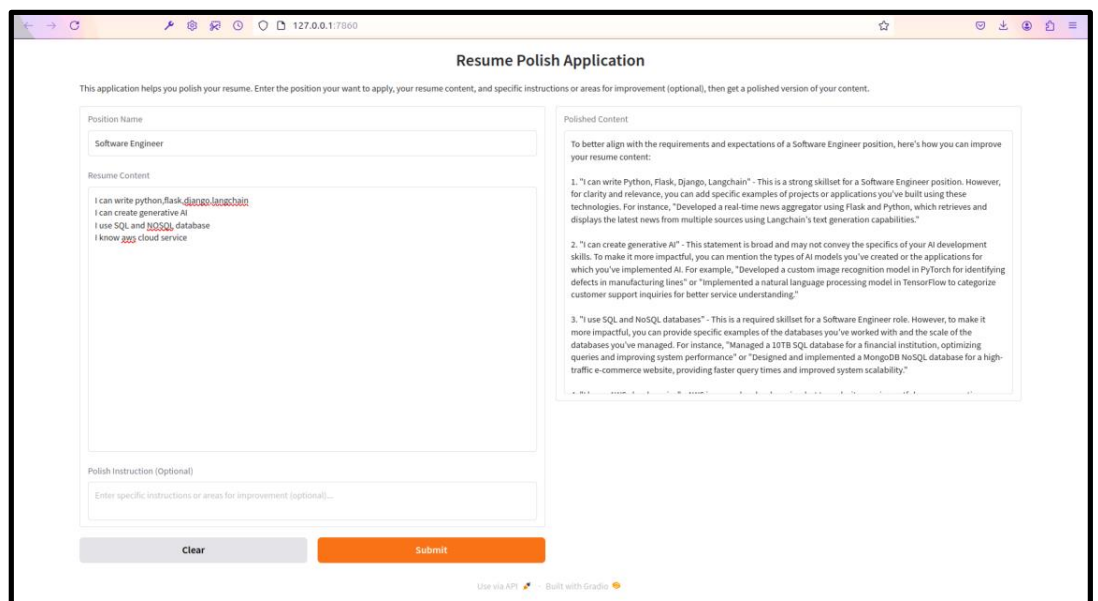 127.0.0.1:7860
Resume Polish Application
This application helps you polish your resume. Enter the position your want to apply, your resume content, and specific instructions or areas for improvement (optional), then get a polished version of your content.
Position Name
Software Engineer
Resume Content
I can write python,flask,django,langchain
I can create generative AI
I use SQL and NOSQL database
I know aws cloud service
Polish Instruction (Optional)
Enter specific instructions or areas for improvement (optional)...
Clear
Submit
Polished Content
To better align with the requirements and expectations of a Software Engineer position, here's how you can improve
your resume content:
1. "I can write Python, Flask, Django, Langchain" - This is a strong skillset for a Software Engineer position. However,
for clarity and relevance, you can add specific examples of projects or applications you've built using these
technologies. For instance, "Developed a real-time news aggregator using Flask and Python, which retrieves and
displays the latest news from multiple sources using Langchain's text generation capabilities."
2. "I can create generative AI" - This statement is broad and may not convey the specifics of your AI development
skills. To make it more impactful, you can mention the types of AI models you've created or the applications for
which you've implemented AI. For example, "Developed a custom image recognition model in PyTorch for identifying
defects in manufacturing lines" or "Implemented a natural language processing model in TensorFlow to categorize
customer support inquiries for better service understanding."
3. "I use SQL and NoSQL databases" - This is a required skillset for a Software Engineer role. However, to make it
more impactful, you can provide specific examples of the databases you've worked with and the scale of the
databases you've managed. For instance, "Managed a 10TB SQL database for a financial institution, optimizing
queries and improving system performance" or "Designed and implemented a MongoDB NoSQL database for a high-
traffic e-commerce website, providing faster query times and improved system scalability."
Use via API · Built with Gradio